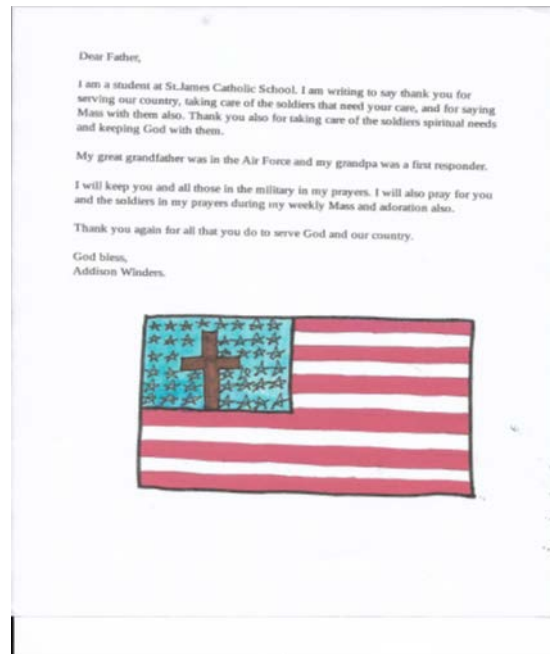 Dear Father,
I am a student at St.James Catholic School. I am writing to say thank you for
serving our country, taking care of the soldiers that need your care, and for saying
Mass with them also. Thank you also for taking care of the soldiers spiritual needs
and keeping God with them.
My great grandfather was in the Air Force and my grandpa was a first responder.
I will keep you and all those in the military in my prayers. I will also pray for you
and the soldiers in my prayers during my weekly Mass and adoration also.
Thank you again for all that you do to serve God and our country.
God bless,
Addison Winders.